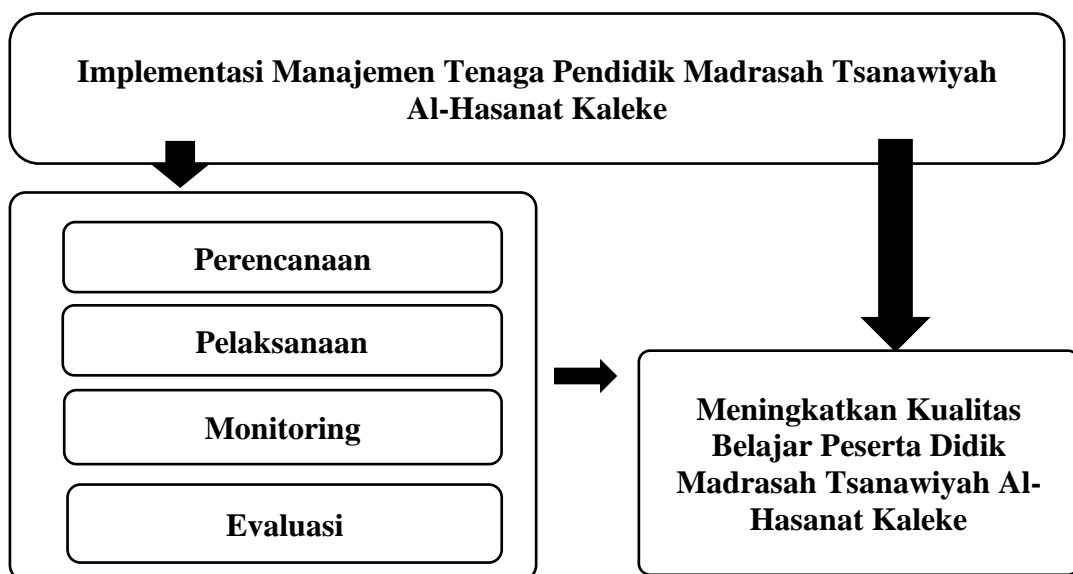 Implementasi Manajemen Tenaga Pendidik Madrasah Tsanawiyah
Al-Hasanat Kaleke
Perencanaan
Pelaksanaan
Monitoring
Evaluasi
Meningkatkan Kualitas
Belajar Peserta Didik
Madrasah Tsanawiyah Al-
Hasanat Kaleke